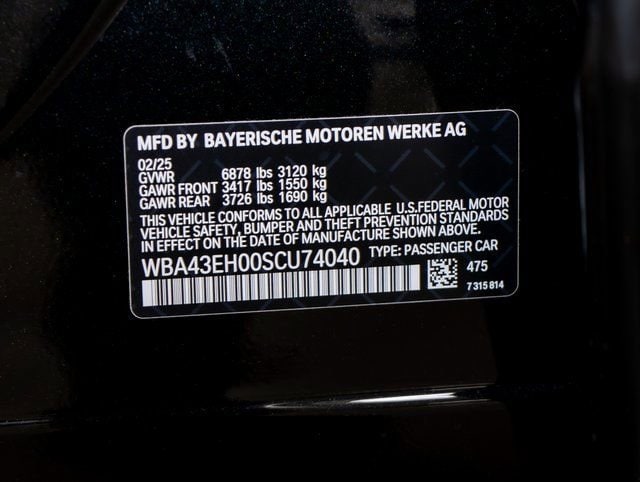 MFD BY BAYERISCHE MOTOREN WERKE AG
02/25
GVWR 6878 lbs 3120 kg
GAWR FRONT 3417 lbs 1550 kg
GAWR REAR 3726 lbs 1690 kg
THIS VEHICLE CONFORMS TO ALL APPLICABLE U.S.FEDERAL MOTOR
VEHICLE SAFETY, BUMPER AND THEFT PREVENTION STANDARDS
IN EFFECT ON THE DATE OF MANUFACTURE SHOWN ABOVE.
WBA43EH00SCU74040 TYPE: PASSENGER CAR
475
7 315 814